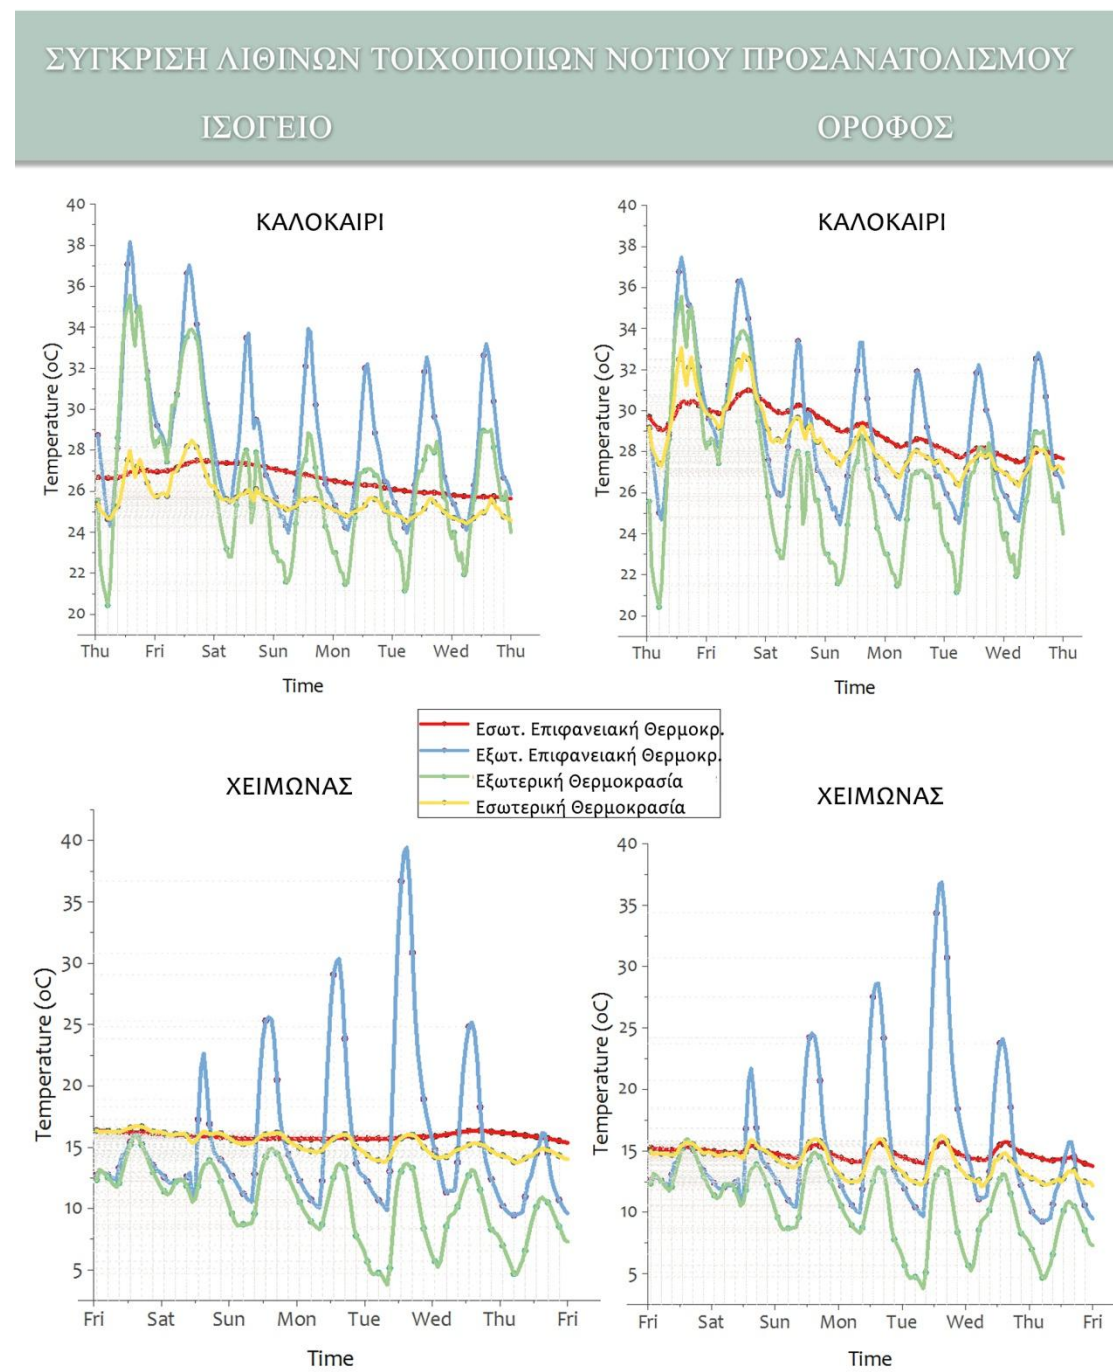 ΣΥΓΚΡΙΣΗ ΛΙΘΙΝΩΝ ΤΟΙΧΟΠΟΙΙΩΝ ΝΟΤΙΟΥ ΠΡΟΣΑΝΑΤΟΛΙΣΜΟΥ
ΙΣΟΓΕΙΟ ΟΡΟΦΟΣ
ΚΑΛΟΚΑΙΡΙ
Temperature (oC)
40
38
36
34
32
30
28
26
24
22
20
Thu Fri Sat Sun Mon Tue Wed Thu
Time
ΚΑΛΟΚΑΙΡΙ
Temperature (oC)
40
38
36
34
32
30
28
26
24
22
20
Thu Fri Sat Sun Mon Tue Wed Thu
Time
Εσωτ. Επιφανειακή Θερμοκρ.
Εξωτ. Επιφανειακή Θερμοκρ.
Εξωτερική Θερμοκρασία
Εσωτερική Θερμοκρασία
ΧΕΙΜΩΝΑΣ
Temperature (oC)
40
35
30
25
20
15
10
5
Fri Sat Sun Mon Tue Wed Thu Fri
Time
ΧΕΙΜΩΝΑΣ
Temperature (oC)
40
35
30
25
20
15
10
5
Fri Sat Sun Mon Tue Wed Thu Fri
Time